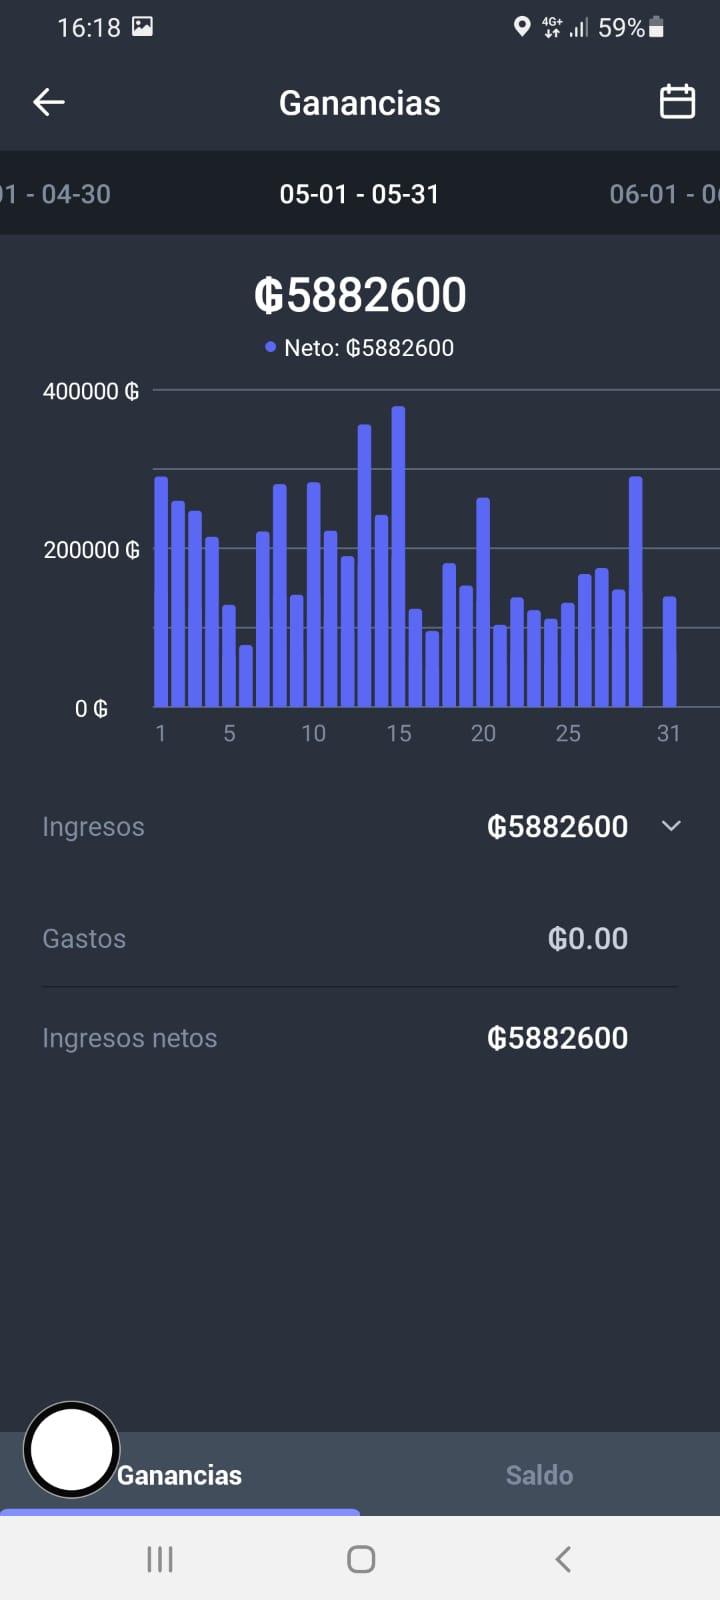 16:18 4G+ 59%
Ganancias
01 - 04-30 05-01 - 05-31 06-01 - 0
₲5882600
Neto: ₲5882600
400000 ₲
200000 ₲
0 ₲
1 5 10 15 20 25 31
Ingresos ₲5882600
Gastos ₲0.00
Ingresos netos ₲5882600
Ganancias Saldo